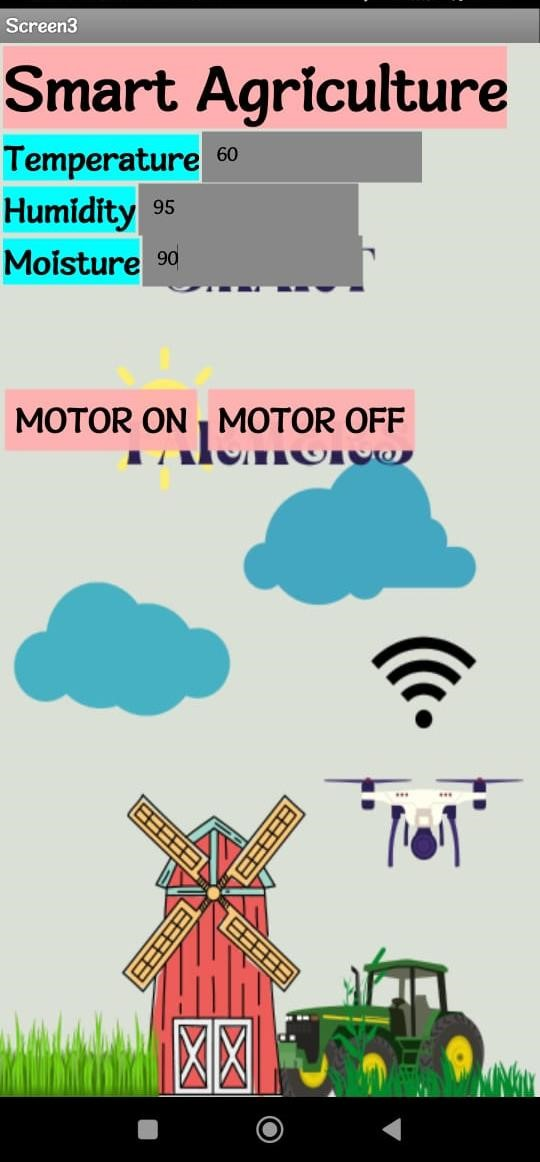 Screen3
Smart Agriculture
Temperature 60
Humidity 95
Moisture 90
MOTOR ON MOTOR OFF